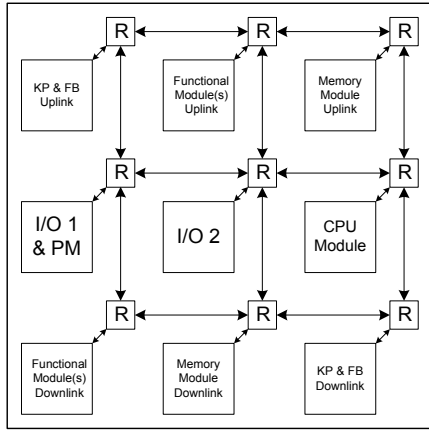 R
R
R
KP & FB
Uplink
Functional
Module(s)
Uplink
Memory
Module
Uplink
R
R
R
I/O 1
& PM
I/O 2
CPU
Module
R
R
R
Functional
Module(s)
Downlink
Memory
Module
Downlink
KP & FB
Downlink